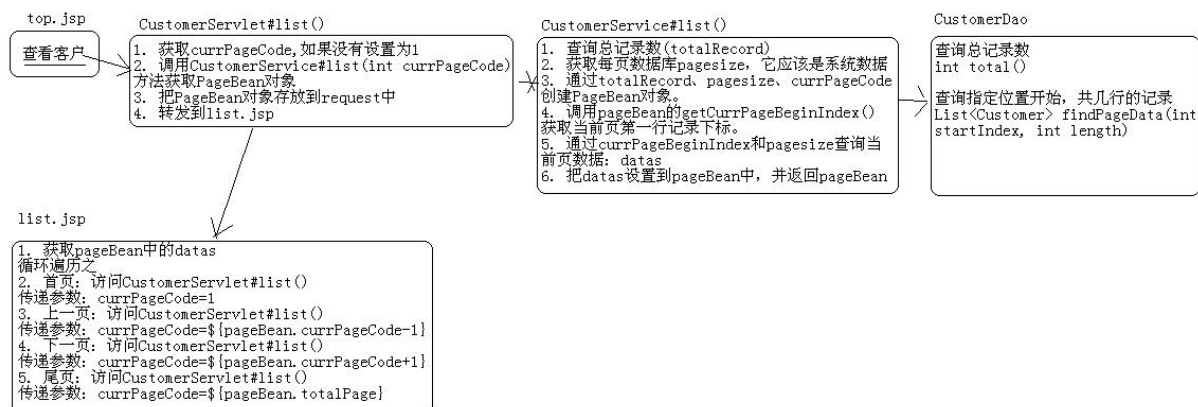 top.jsp
查看客户
CustomerServlet#list()
1. 获取currPageCode,如果没有设置为1
2. 调用CustomerService#list(int currPageCode)
方法获取PageBean对象
3. 把PageBean对象存放到request中
4. 转发到list.jsp
CustomerService#list()
1. 查询总记录数(totalRecord)
2. 获取每页数据库pagesize，它应该是系统数据
3. 通过totalRecord、pagesize、currPageCode
创建PageBean对象。
4. 调用pageBean的getCurrPageBeginIndex()
获取当前页第一行记录下标。
5. 通过currPageBeginIndex和pagesize查询当
前页数据：datas
6. 把datas设置到pageBean中，并返回pageBean
CustomerDao
查询总记录数
int total()
查询指定位置开始，共几行的记录
List<Customer> findPageData(int
startIndex, int length)
list.jsp
1. 获取pageBean中的datas
循环遍历之
2. 首页：访问CustomerServlet#list()
传递参数：currPageCode=1
3. 上一页：访问CustomerServlet#list()
传递参数：currPageCode=${pageBean.currPageCode-1}
4. 下一页：访问CustomerServlet#list()
传递参数：currPageCode=${pageBean.currPageCode+1}
5. 尾页：访问CustomerServlet#list()
传递参数：currPageCode=${pageBean.totalPage}